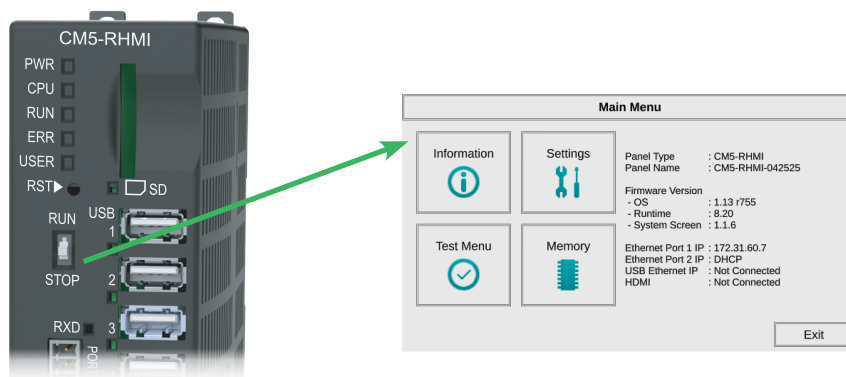 CM5-RHMI
PWR
CPU
RUN
ERR
USER
RST
SD
RUN
USB
1
STOP
2
RXD
3
PORT
Main Menu
Information
Settings
Test Menu
Memory
Panel Type : CM5-RHMI
Panel Name : CM5-RHMI-042525
Firmware Version
- OS : 1.13 r755
- Runtime : 8.20
- System Screen : 1.1.6
Ethernet Port 1 IP : 172.31.60.7
Ethernet Port 2 IP : DHCP
USB Ethernet IP : Not Connected
HDMI : Not Connected
Exit